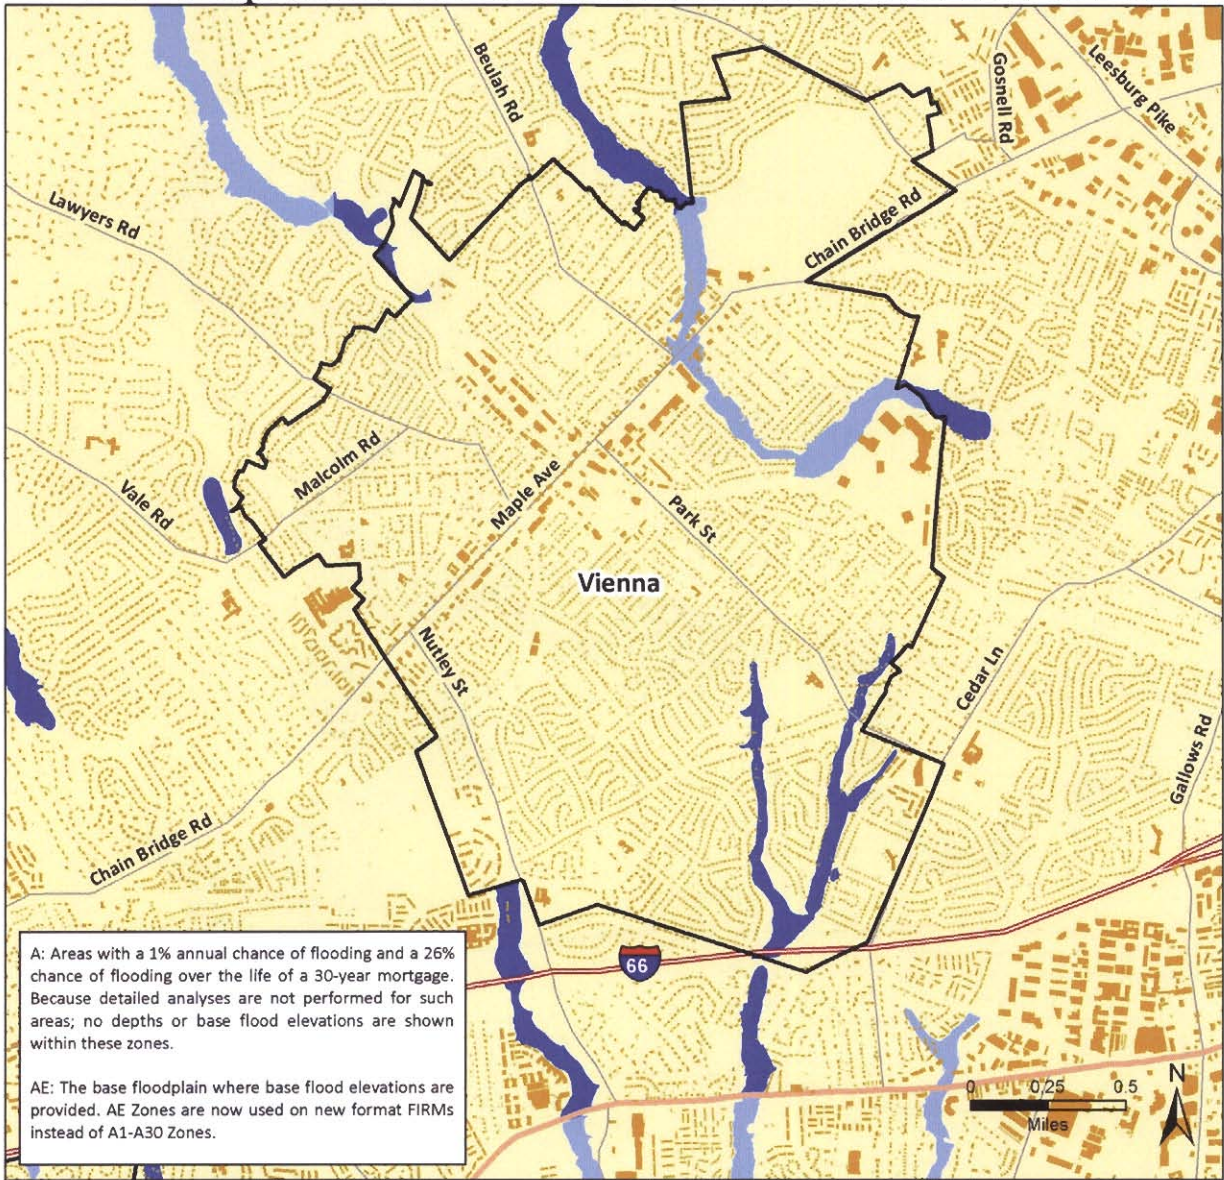 Beulah Rd
Gosnell Rd
Leesburg Pike
Lawyers Rd
Chain Bridge Rd
Malcolm Rd
Vale Rd
Maple Ave
Park St
Vienna
Nutley St
Cedar Ln
Gallows Rd
Chain Bridge Rd
66
A: Areas with a 1% annual chance of flooding and a 26%
chance of flooding over the life of a 30-year mortgage.
Because detailed analyses are not performed for such
areas; no depths or base flood elevations are shown
within these zones.
AE: The base floodplain where base flood elevations are
provided. AE Zones are now used on new format FIRMs
instead of A1-A30 Zones.
0 0.25 0.5
Miles
N